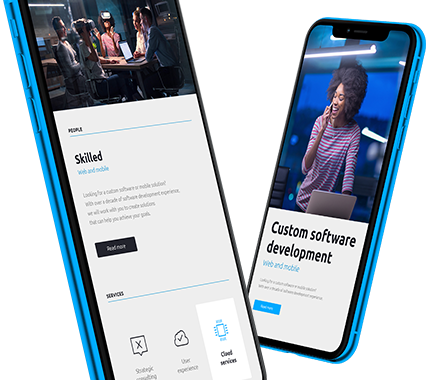 PEOPLE
Skilled
Web and mobile
Looking for a custom software or mobile solution?
With over a decade of software development experience,
we will work with you to create solutions
that can help you achieve your goals.
Read more
SERVICES
Strategic
consulting
User
experience
Cloud
services
Custom software
development
Web and mobile
Looking for a custom software or mobile solution?
With over a decade of software development experience,